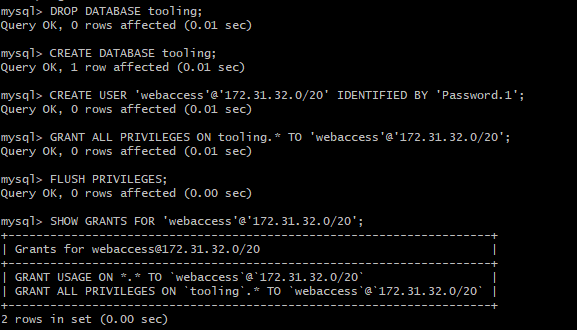 mysql> DROP DATABASE tooling;
Query OK, 0 rows affected (0.01 sec)
mysql> CREATE DATABASE tooling;
Query OK, 1 row affected (0.01 sec)
mysql> CREATE USER 'webaccess'@'172.31.32.0/20' IDENTIFIED BY 'Password.1';
Query OK, 0 rows affected (0.01 sec)
mysql> GRANT ALL PRIVILEGES ON tooling.* TO 'webaccess'@'172.31.32.0/20';
Query OK, 0 rows affected (0.01 sec)
mysql> FLUSH PRIVILEGES;
Query OK, 0 rows affected (0.00 sec)
mysql> SHOW GRANTS FOR 'webaccess'@'172.31.32.0/20';
+------------------------------------------------------------------+
| Grants for webaccess@172.31.32.0/20                              |
+------------------------------------------------------------------+
| GRANT USAGE ON *.* TO `webaccess`@`172.31.32.0/20`               |
| GRANT ALL PRIVILEGES ON `tooling`.* TO `webaccess`@`172.31.32.0/20` |
+------------------------------------------------------------------+
2 rows in set (0.00 sec)